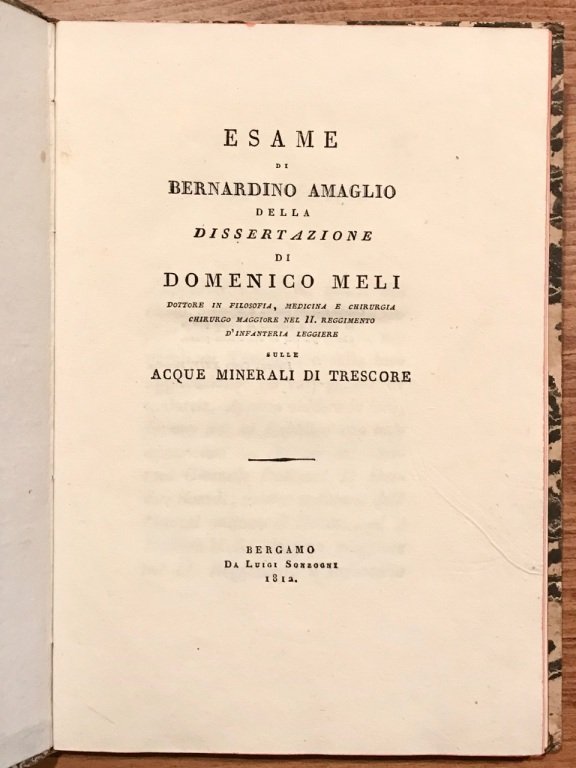 ESAME
DI
BERNARDINO AMAGLIO
DELLA
DISSERTAZIONE
DI
DOMENICO MELI
DOTTORE IN FILOSOFIA, MEDICINA E CHIRURGIA
CHIRURGO MAGGIORE NEL II. REGGIMENTO
D'INFANTERIA LEGGIERE
SULLE
ACQUE MINERALI DI TRESCORE
BERGAMO
DA LUIGI SONZOGNI
1812.